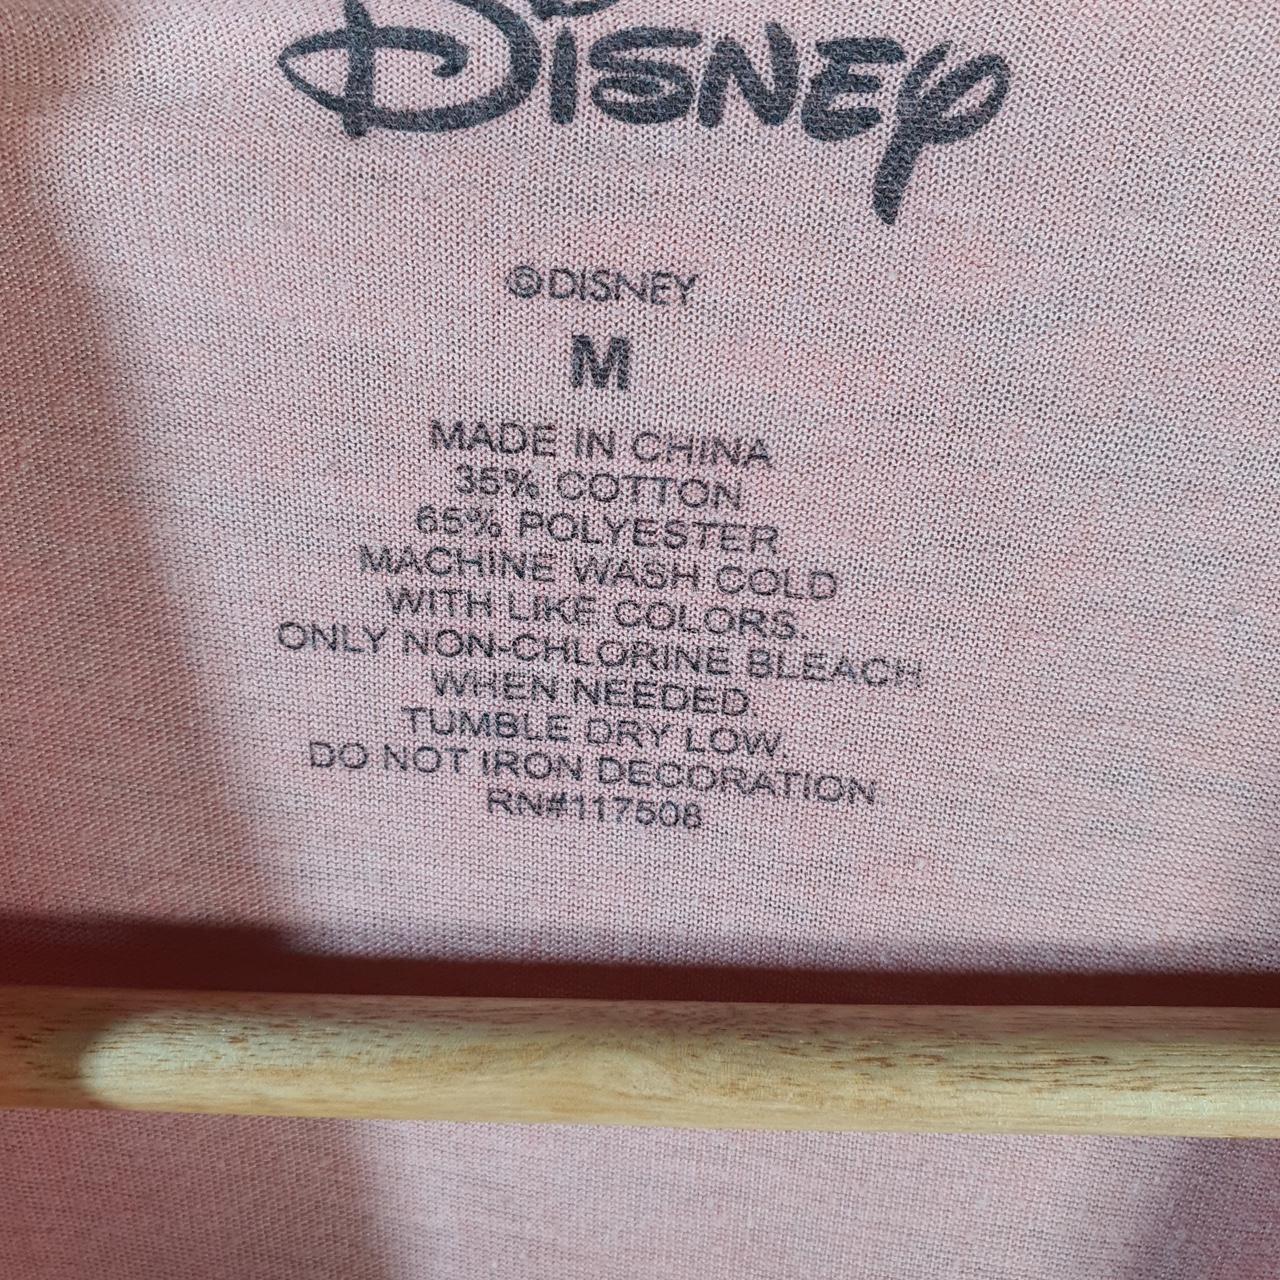 DISNEY
©DISNEY
M
MADE IN CHINA
35% COTTON
65% POLYESTER
MACHINE WASH COLD
WITH LIKE COLORS.
ONLY NON-CHLORINE BLEACH
WHEN NEEDED.
TUMBLE DRY LOW.
DO NOT IRON DECORATION
RN#117508